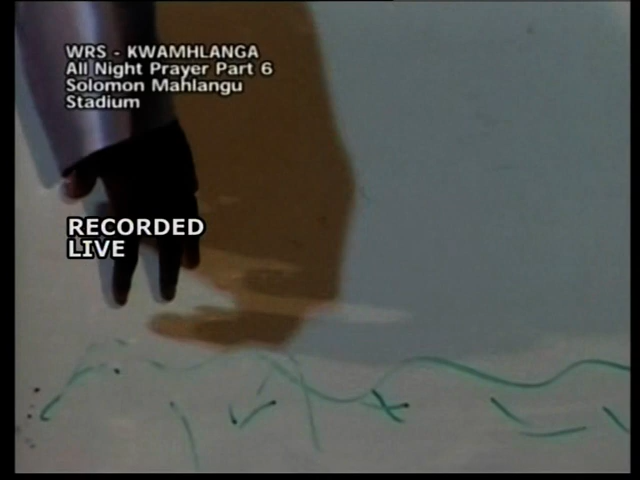 WRS - KWAMHLANGA
All Night Prayer Part 6
Solomon Mahlangu
Stadium
RECORDED
LIVE